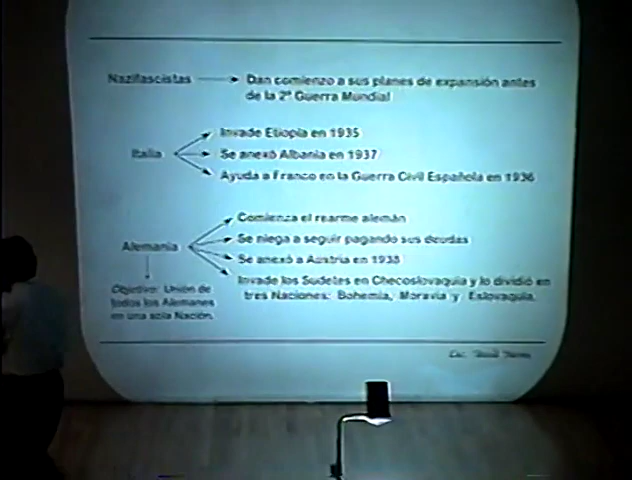 Nazifascistas Dan comienzo a sus planes de expansión antes
de la 2ª Guerra Mundial
Invade Etiopía en 1935
Italia Se anexó Albania en 1937
Ayuda a Franco en la Guerra Civil Española en 1936
Comienza el rearme alemán
Alemania Se niega a seguir pagando sus deudas
Se anexó a Austria en 1938
Invade los Sudetes en Checoslovaquia y lo dividió en
tres Naciones: Bohemia, Moravia y Eslovaquia.
Objetivo: Unión de
todos los Alemanes
en una sola Nación.
Lic.